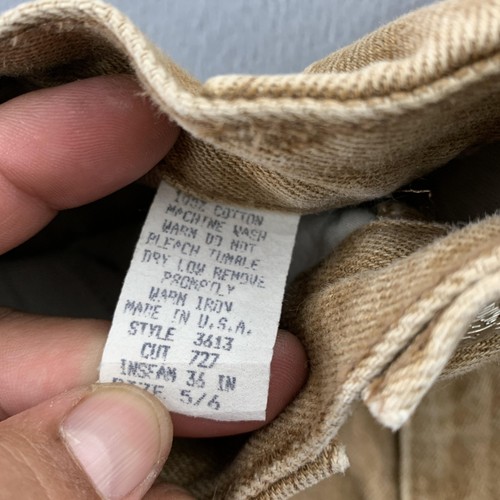 100% COTTON
MACHINE WASH
WARM DO NOT
BLEACH TUMBLE
DRY LOW REMOVE
PROMPTLY
WARM IRON
MADE IN U.S.A.
STYLE 3613
CUT 727
INSEAM 36 IN
SIZE 5/6